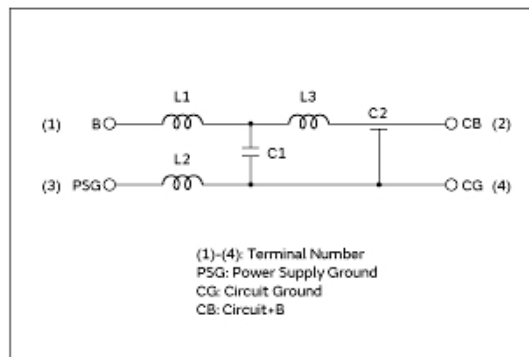 L1
L3
C2
(1) B
CB (2)
C1
L2
(3) PSG
CG (4)
(1)-(4): Terminal Number
PSG: Power Supply Ground
CG: Circuit Ground
CB: Circuit+B